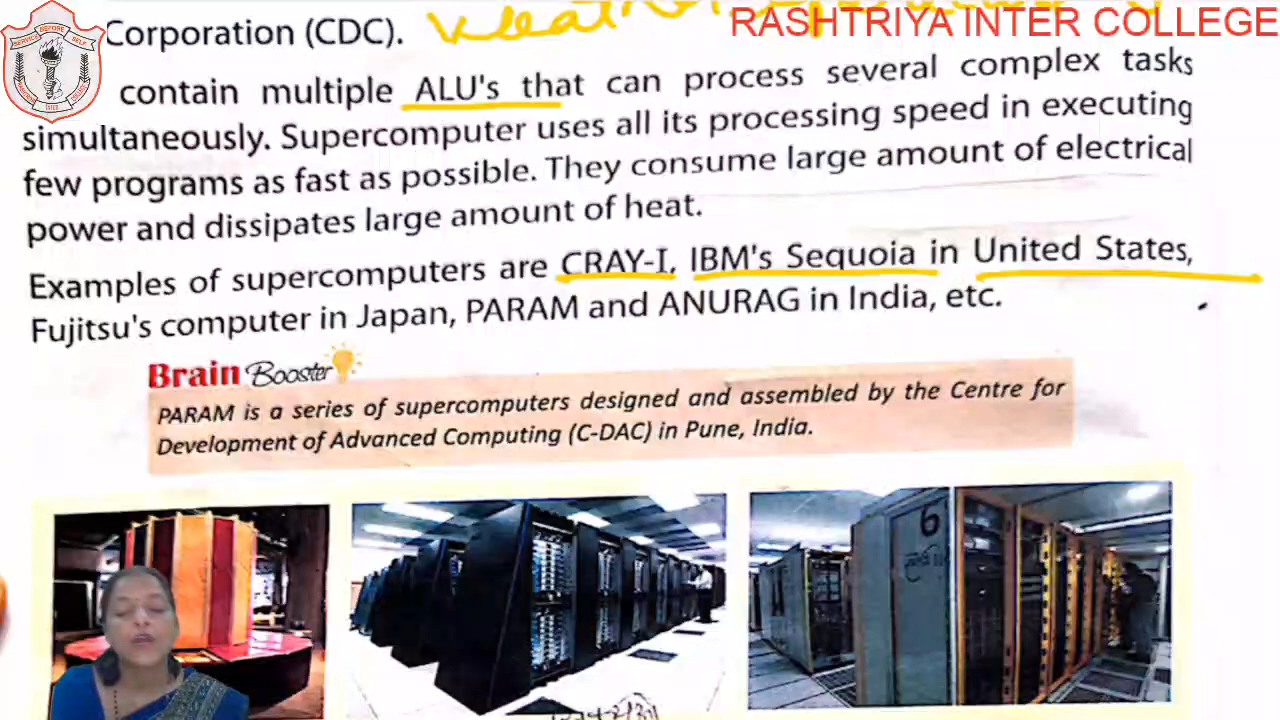 RASHTRIYA INTER COLLEGE
SERVICE BEFORE SELF
Corporation (CDC).
contain multiple ALU's that can process several complex tasks
simultaneously. Supercomputer uses all its processing speed in executing
few programs as fast as possible. They consume large amount of electrical
power and dissipates large amount of heat.
Examples of supercomputers are CRAY-I, IBM's Sequoia in United States,
Fujitsu's computer in Japan, PARAM and ANURAG in India, etc.
Brain Booster
PARAM is a series of supercomputers designed and assembled by the Centre for
Development of Advanced Computing (C-DAC) in Pune, India.
6